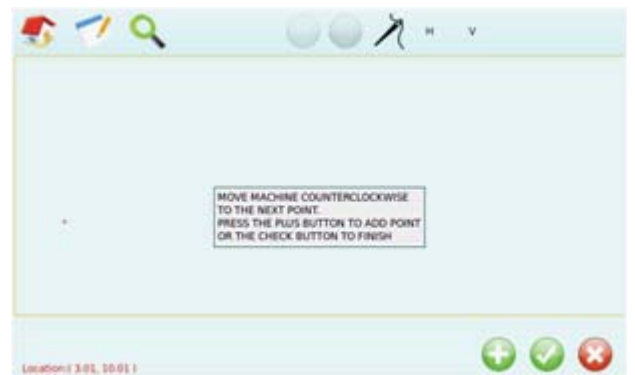 H V
MOVE MACHINE COUNTERCLOCKWISE
TO THE NEXT POINT.
PRESS THE PLUS BUTTON TO ADD POINT
OR THE CHECK BUTTON TO FINISH
Location:( 3.01, 10.01 )